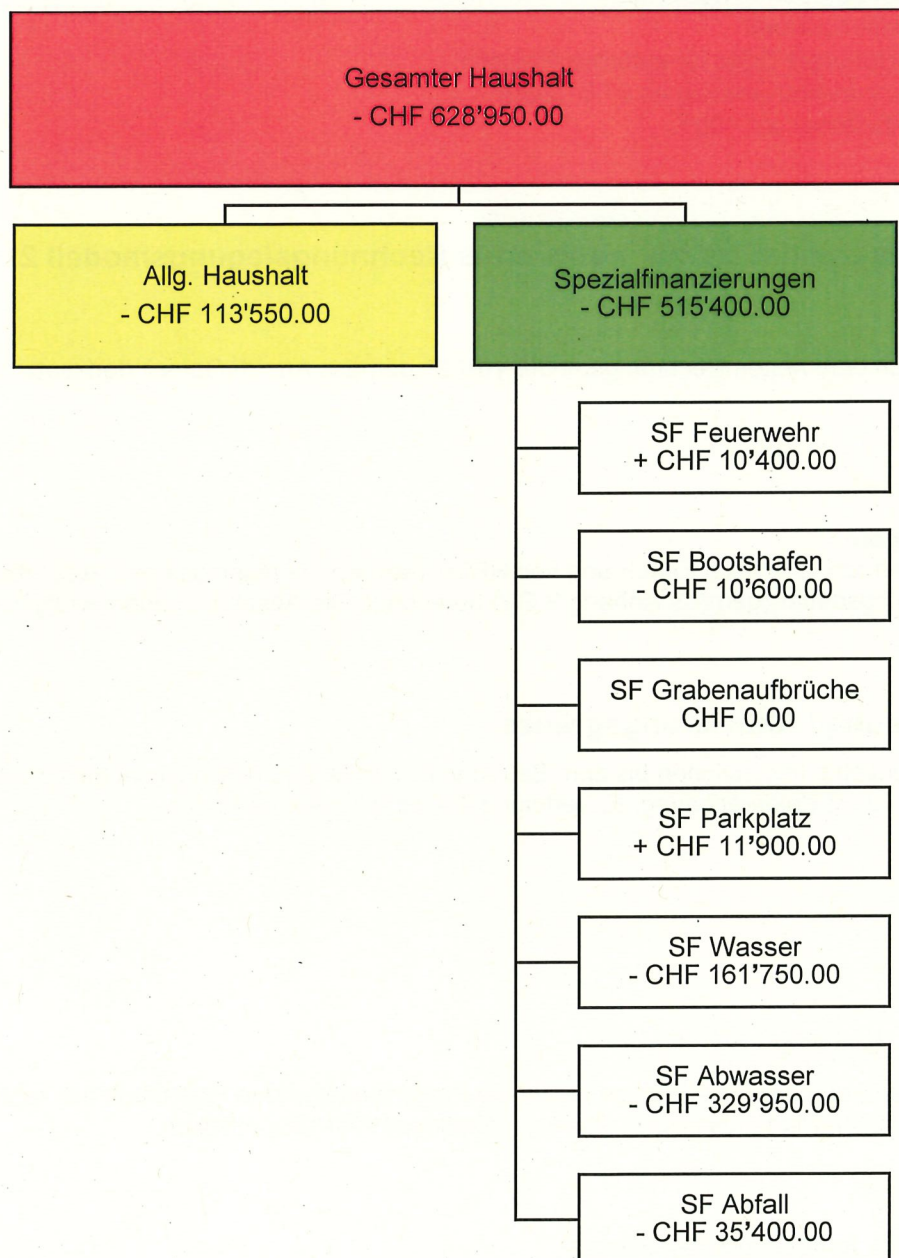 Gesamter Haushalt
- CHF 628’950.00
Allg. Haushalt
- CHF 113'550.00
Spezialfinanzierungen
- CHF 515'400.00
SF Feuerwehr
+ CHF 10’400.00
SF Bootshafen
- CHF 10’600.00
SF Grabenaufbrüche
CHF 0.00
SF Parkplatz
+ CHF 11’900.00
SF Wasser
- CHF 161’750.00
SF Abwasser
- CHF 329’950.00
SF Abfall
- CHF 35’400.00